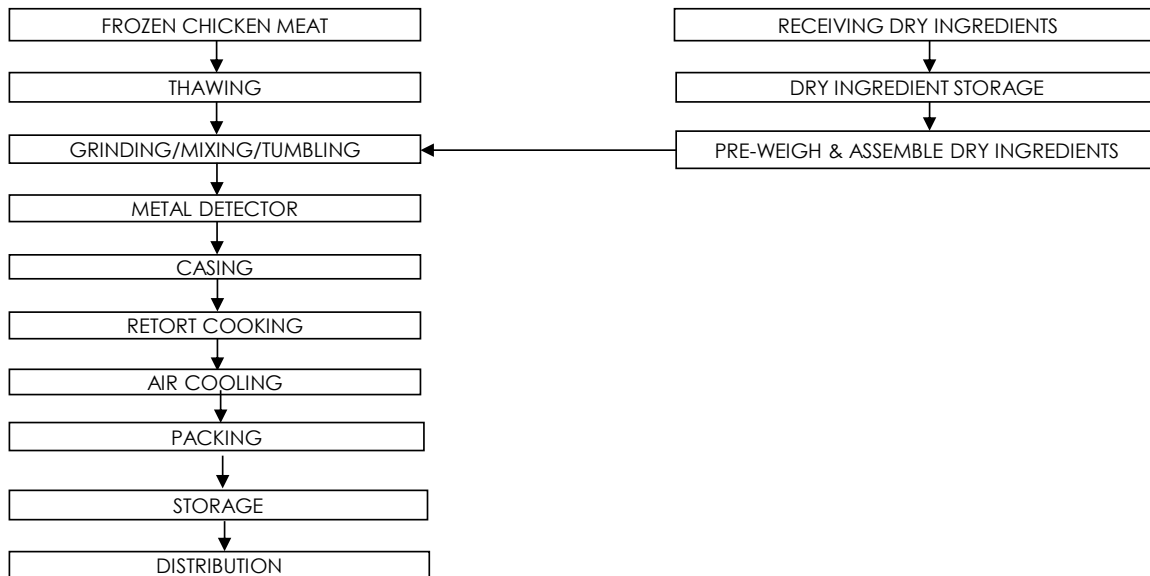 FROZEN CHICKEN MEAT
THAWING
GRINDING/MIXING/TUMBLING
METAL DETECTOR
CASING
RETORT COOKING
AIR COOLING
PACKING
STORAGE
DISTRIBUTION
RECEIVING DRY INGREDIENTS
DRY INGREDIENT STORAGE
PRE-WEIGH & ASSEMBLE DRY INGREDIENTS